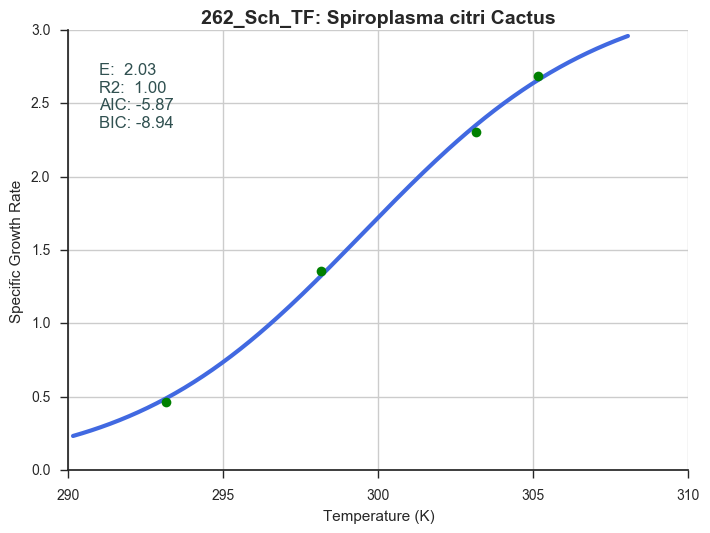 262_Sch_TF: Spiroplasma citri Cactus
E:  2.03
R2:  1.00
AIC: -5.87
BIC: -8.94
Specific Growth Rate
3.0
2.5
2.0
1.5
1.0
0.5
0.0
290 295 300 305 310
Temperature (K)